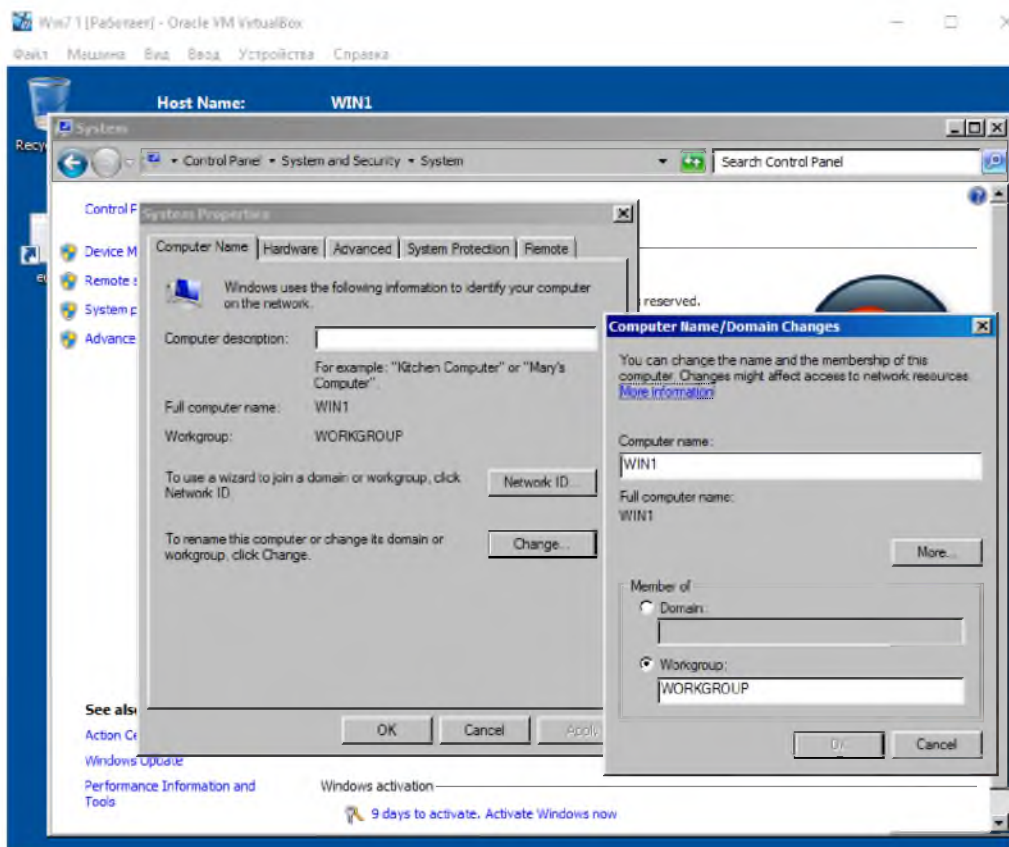 Win7 1 [Работает] - Oracle VM VirtualBox
Файл Машина Вид Ввод Устройства Справка
Host Name: WIN1
System
Recy
Control Panel System and Security System
Search Control Panel
Control P
Device M
Remote s
System p
Advance
reserved.
System Properties
Computer Name Hardware Advanced System Protection Remote
Windows uses the following information to identify your computer
on the network.
Computer description:
For example: "Kitchen Computer" or "Mary's
Computer".
Full computer name: WIN1
Workgroup: WORKGROUP
To use a wizard to join a domain or workgroup, click
Network ID.
Network ID...
To rename this computer or change its domain or
workgroup, click Change.
Change...
OK Cancel Apply
Computer Name/Domain Changes
You can change the name and the membership of this
computer. Changes might affect access to network resources.
More information
Computer name:
WIN1
Full computer name:
WIN1
More...
Member of
Domain:
Workgroup:
WORKGROUP
OK Cancel
See als
Action Ce
Windows Update
Performance Information and
Tools
Windows activation
9 days to activate. Activate Windows now